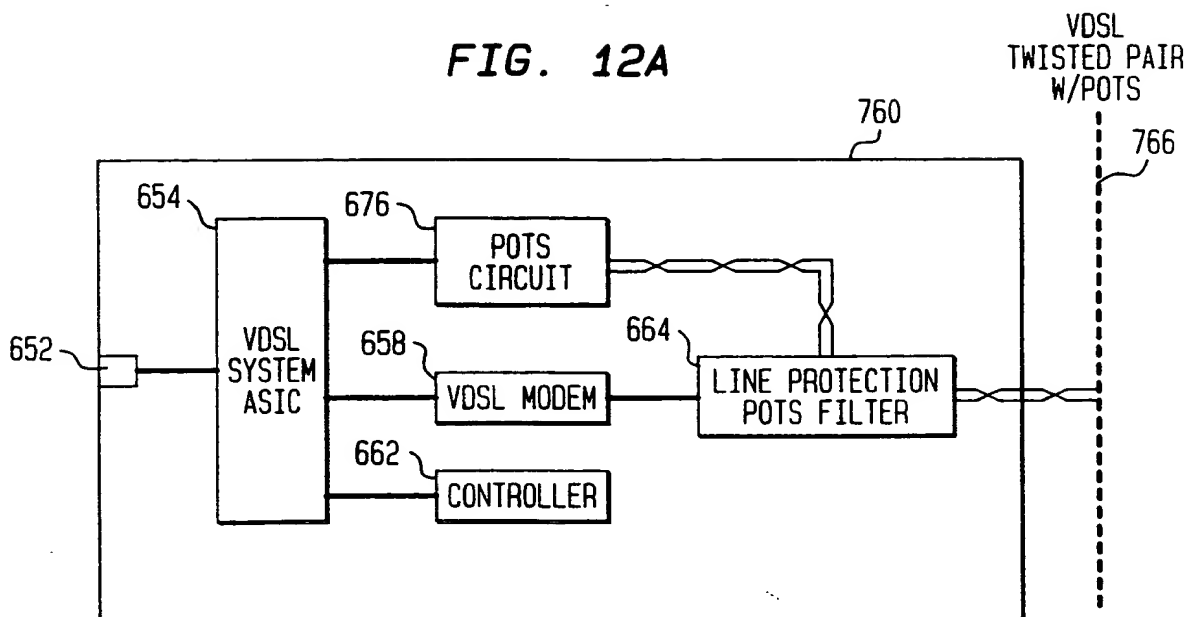 FIG. 12A
VDSL
TWISTED PAIR
W/POTS
760
766
654
676
POTS
CIRCUIT
652
VDSL
SYSTEM
ASIC
658
VDSL MODEM
664
LINE PROTECTION
POTS FILTER
662
CONTROLLER